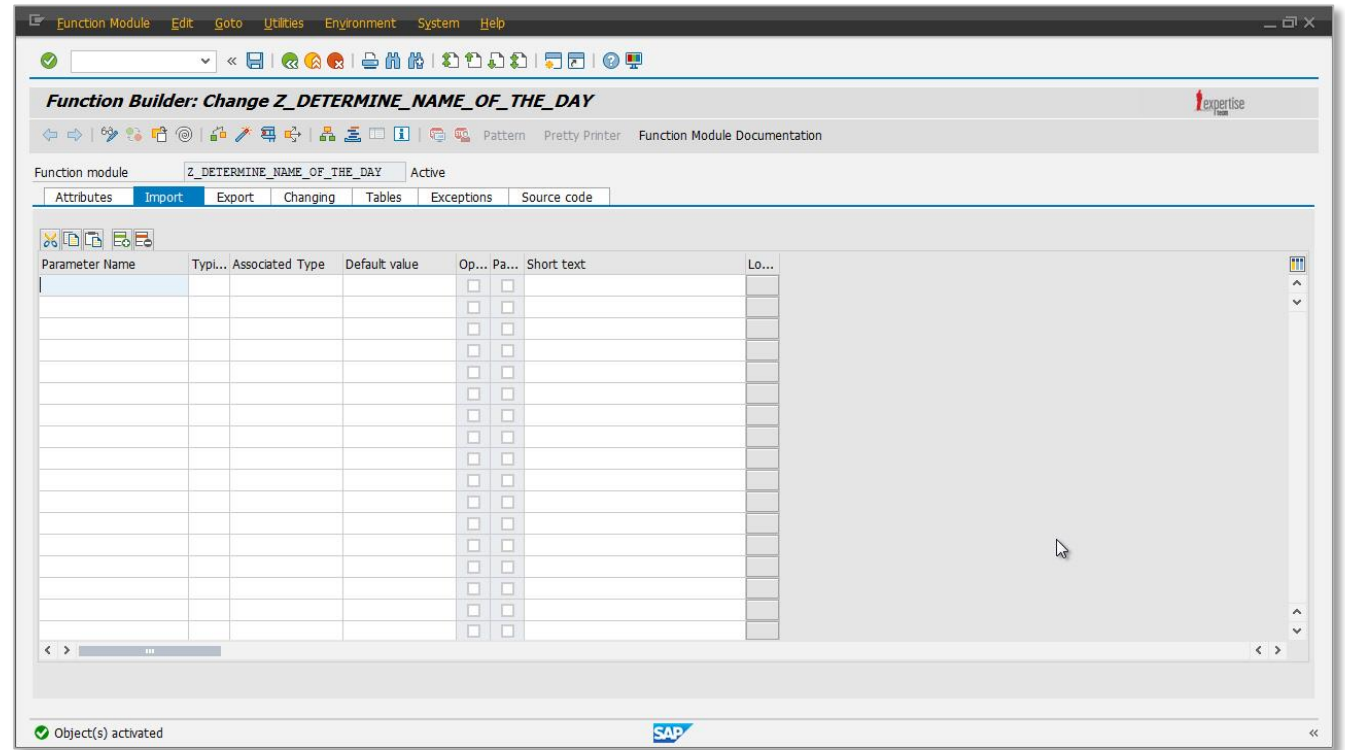 Function Module Edit Goto Utilities Environment System Help
Function Builder: Change Z_DETERMINE_NAME_OF_THE_DAY
expertise
Pattern Pretty Printer Function Module Documentation
Function module Z_DETERMINE_NAME_OF_THE_DAY Active
Attributes Import Export Changing Tables Exceptions Source code
Parameter Name Typi... Associated Type Default value Op... Pa... Short text Lo...
Object(s) activated SAP